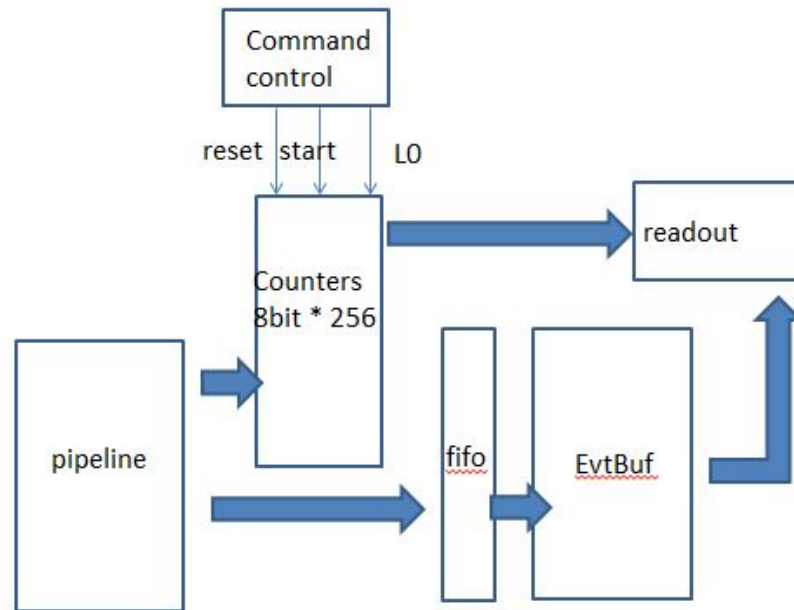 Command
control
reset start L0
readout
Counters
8bit * 256
pipeline
fifo
EvtBuf